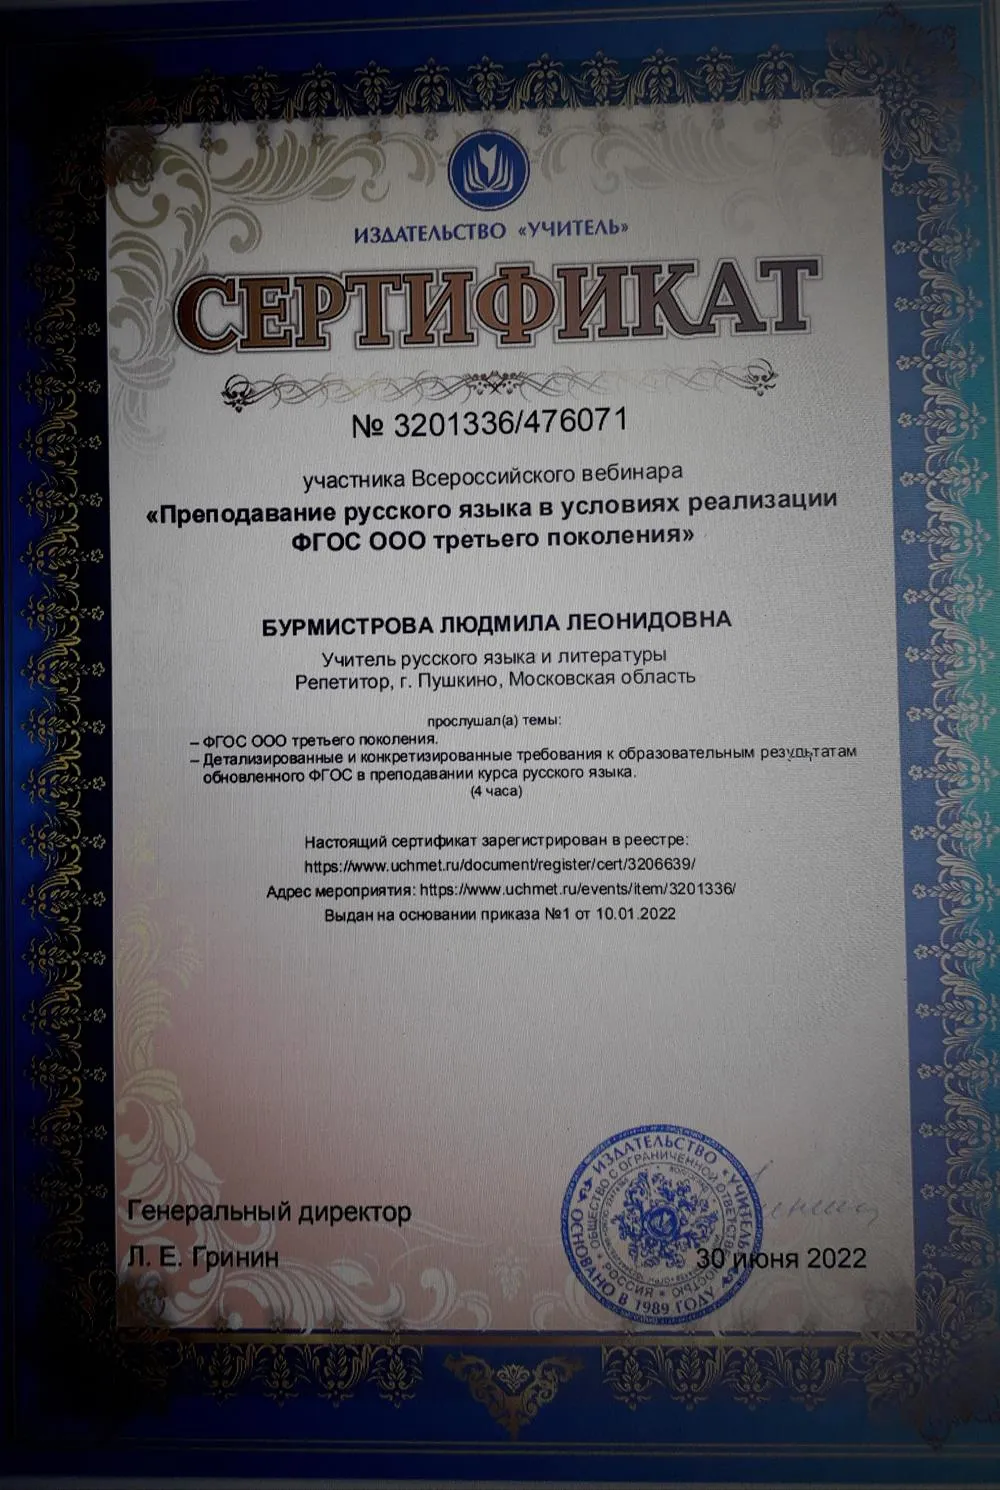 ИЗДАТЕЛЬСТВО «УЧИТЕЛЬ»
СЕРТИФИКАТ
№ 3201336/476071
участника Всероссийского вебинара
«Преподавание русского языка в условиях реализации
ФГОС ООО третьего поколения»
БУРМИСТРОВА ЛЮДМИЛА ЛЕОНИДОВНА
Учитель русского языка и литературы
Репетитор, г. Пушкино, Московская область
прослушал(а) темы:
– ФГОС ООО третьего поколения.
– Детализированные и конкретизированные требования к образовательным результатам
обновленного ФГОС в преподавании курса русского языка.
(4 часа)
Настоящий сертификат зарегистрирован в реестре:
https://www.uchmet.ru/document/register/cert/3206639/
Адрес мероприятия: https://www.uchmet.ru/events/item/3201336/
Выдан на основании приказа №1 от 10.01.2022
Генеральный директор
Л. Е. Гринин
30 июня 2022
ИЗДАТЕЛЬСТВО «УЧИТЕЛЬ»
ОСНОВАНО В 1989 ГОДУ
ОБЩЕСТВО С ОГРАНИЧЕННОЙ
РОССИЯ